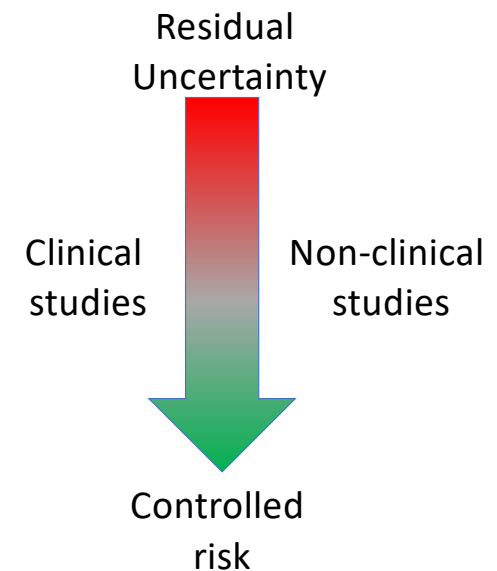 Residual
Uncertainty
Clinical
studies
Non-clinical
studies
Controlled
risk